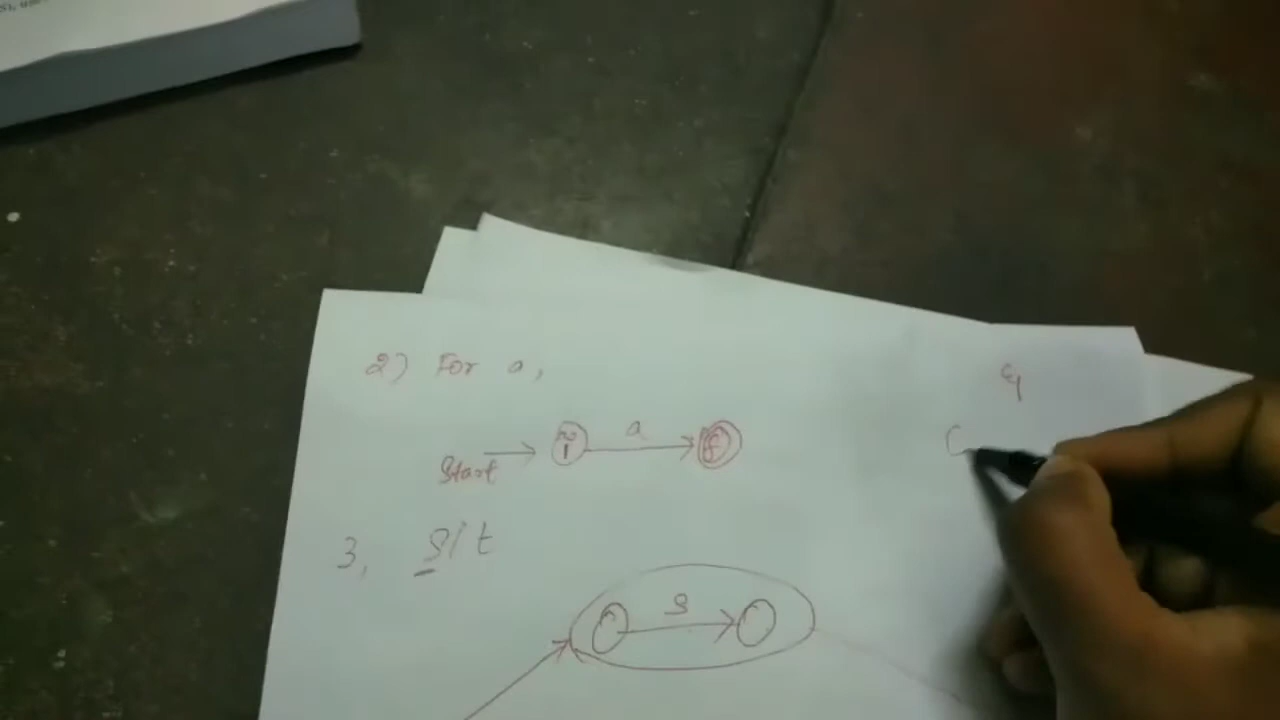 2) For a,
a
Start i f
3, s/t
s